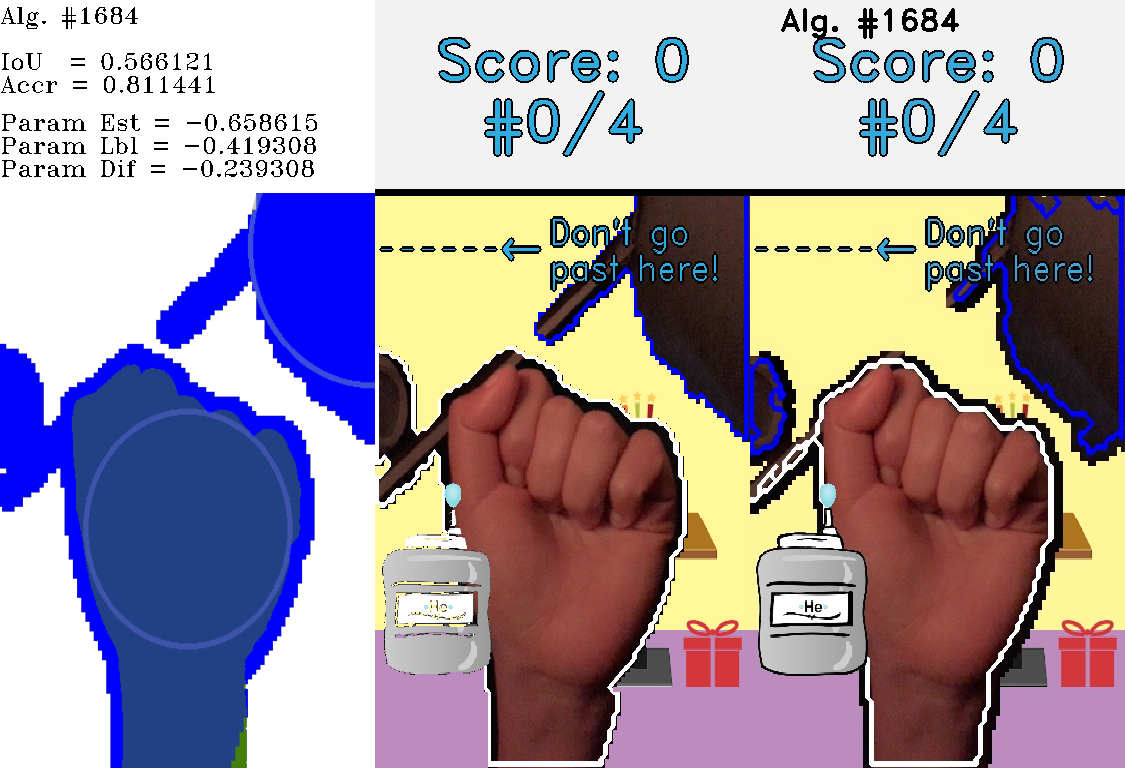 Alg. #1684
IoU = 0.566121
Accr = 0.811441
Param Est = −0.658615
Param Lbl = −0.419308
Param Dif = −0.239308
Score: 0
#0/4
Don't go
past here!
He
Alg. #1684
Score: 0
#0/4
Don't go
past here!
He